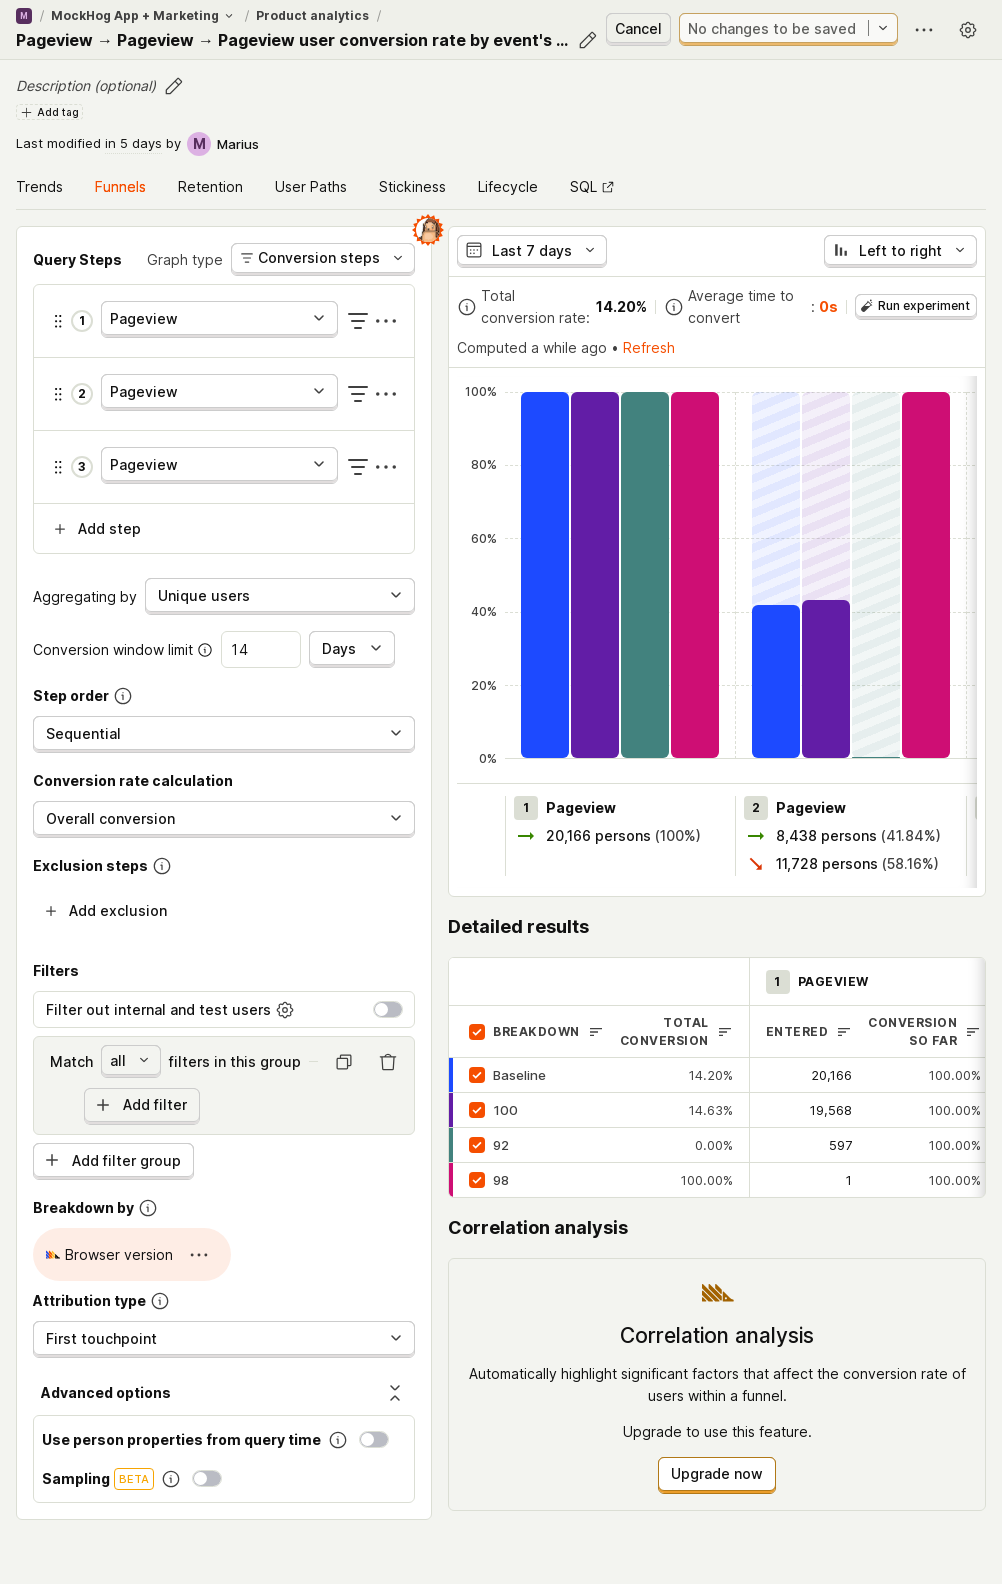 M / MockHog App + Marketing / Product analytics /
Pageview → Pageview → Pageview user conversion rate by event's ...
Cancel
No changes to be saved
Description (optional)
Add tag
Last modified in 5 days by M Marius
Trends Funnels Retention User Paths Stickiness Lifecycle SQL
Query Steps Graph type Conversion steps
1 Pageview
2 Pageview
3 Pageview
Add step
Aggregating by Unique users
Conversion window limit 14 Days
Step order
Sequential
Conversion rate calculation
Overall conversion
Exclusion steps
Add exclusion
Filters
Filter out internal and test users
Match all filters in this group
Add filter
Add filter group
Breakdown by
Browser version
Attribution type
First touchpoint
Advanced options
Use person properties from query time
Sampling BETA
Last 7 days Left to right
Total conversion rate: 14.20%
Average time to convert : 0s
Run experiment
Computed a while ago • Refresh
100%
80%
60%
40%
20%
0%
1 Pageview
20,166 persons (100%)
2 Pageview
8,438 persons (41.84%)
11,728 persons (58.16%)
Detailed results
1 PAGEVIEW
BREAKDOWN TOTAL CONVERSION ENTERED CONVERSION SO FAR
Baseline 14.20% 20,166 100.00%
100 14.63% 19,568 100.00%
92 0.00% 597 100.00%
98 100.00% 1 100.00%
Correlation analysis
Correlation analysis
Automatically highlight significant factors that affect the conversion rate of
users within a funnel.
Upgrade to use this feature.
Upgrade now